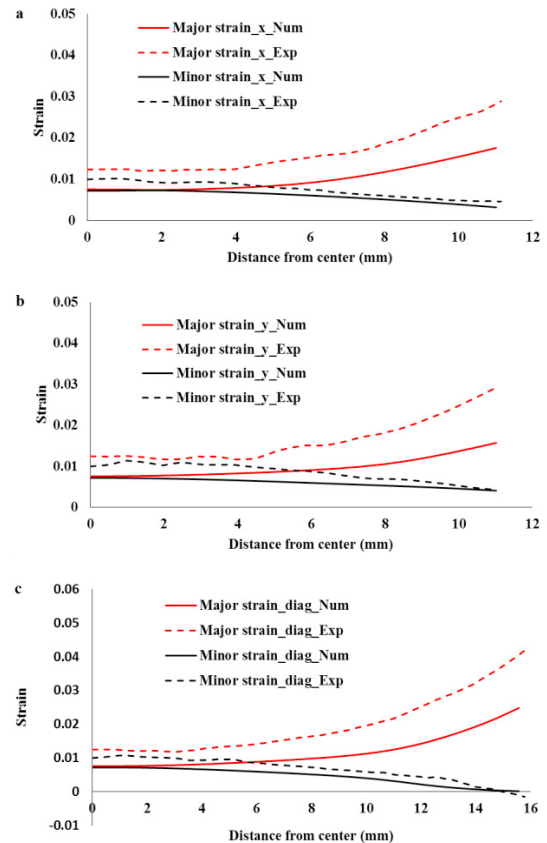 a
0.05
0.04
0.03
0.02
0.01
0
Strain
Major strain_x_Num
Major strain_x_Exp
Minor strain_x_Num
Minor strain_x_Exp
0 2 4 6 8 10 12
Distance from center (mm)
b
0.05
0.04
0.03
0.02
0.01
0
Strain
Major strain_y_Num
Major strain_y_Exp
Minor strain_y_Num
Minor strain_y_Exp
0 2 4 6 8 10 12
Distance from center (mm)
c
0.06
0.05
0.04
0.03
0.02
0.01
0
-0.01
Strain
Major strain_diag_Num
Major strain_diag_Exp
Minor strain_diag_Num
Minor strain_diag_Exp
0 2 4 6 8 10 12 14 16
Distance from center (mm)